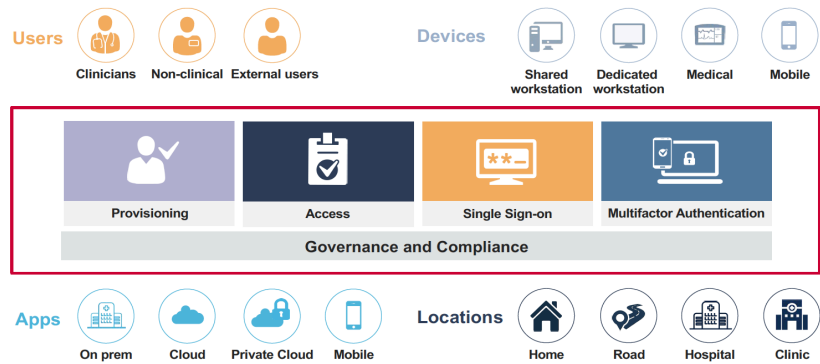 Users
Clinicians
Non-clinical
External users
Devices
Shared
workstation
Dedicated
workstation
Medical
Mobile
**_
Provisioning
Access
Single Sign-on
Multifactor Authentication
Governance and Compliance
Apps
On prem
Cloud
Private Cloud
Mobile
Locations
Home
Road
Hospital
Clinic